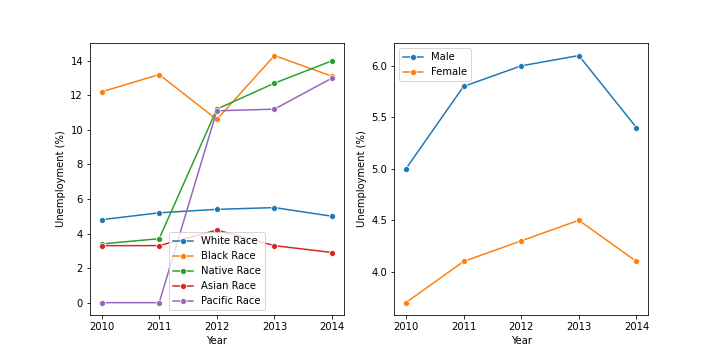 14
12
10
8
6
4
2
0
Unemployment (%)
White Race
Black Race
Native Race
Asian Race
Pacific Race
2010 2011 2012 2013 2014
Year
6.0
5.5
5.0
4.5
4.0
Unemployment (%)
Male
Female
2010 2011 2012 2013 2014
Year